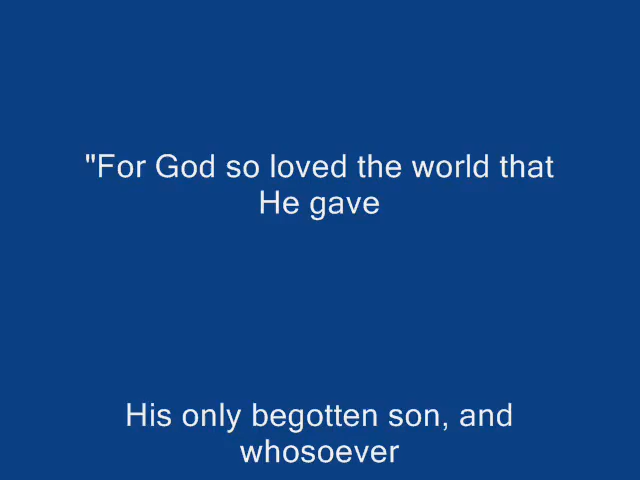 "For God so loved the world that
He gave
His only begotten son, and
whosoever